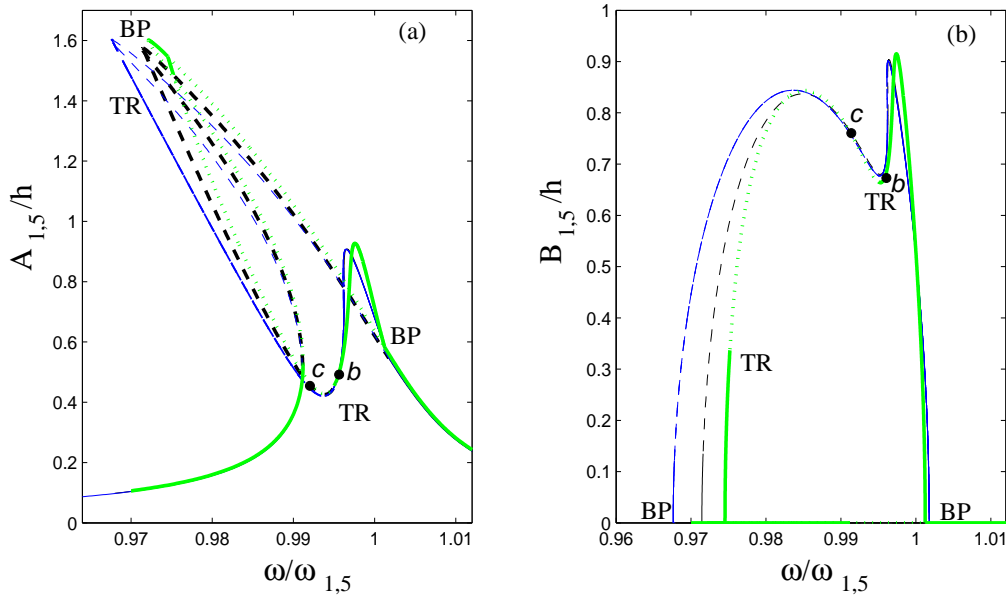 (a)
BP
TR
c
b
TR
BP
A 1,5 /h
1.6
1.4
1.2
1
0.8
0.6
0.4
0.2
0
0.97
0.98
0.99
1
1.01
ω/ω 1,5
(b)
c
b
TR
TR
BP
BP
B 1,5 /h
1
0.9
0.8
0.7
0.6
0.5
0.4
0.3
0.2
0.1
0
0.96
0.97
0.98
0.99
1
1.01
ω/ω 1,5